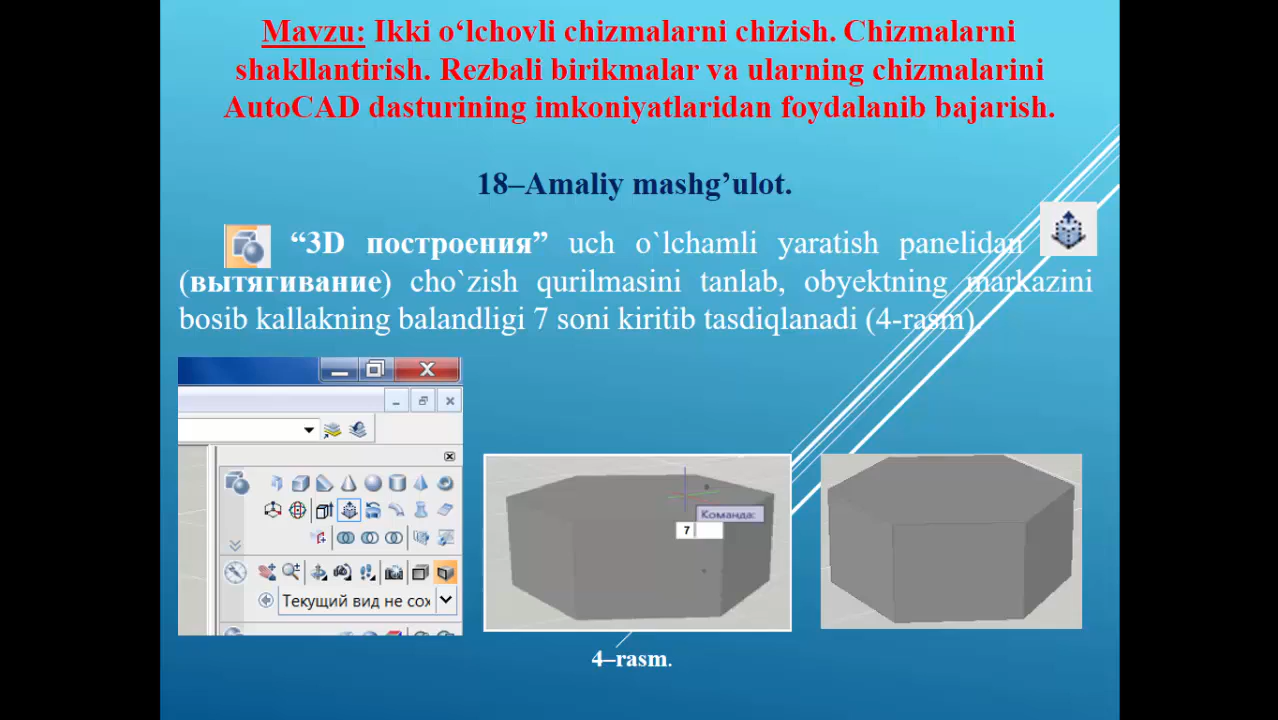 Mavzu: Ikki o‘lchovli chizmalarni chizish. Chizmalarni
shakllantirish. Rezbali birikmalar va ularning chizmalarini
AutoCAD dasturining imkoniyatlaridan foydalanib bajarish.
18–Amaliy mashg’ulot.
“3D построения” uch o`lchamli yaratish panelidan
(вытягивание) cho`zish qurilmasini tanlab, obyektning markazini
bosib kallakning balandligi 7 soni kiritib tasdiqlanadi (4-rasm).
Команда:
7
Текущий вид не сох
4–rasm.